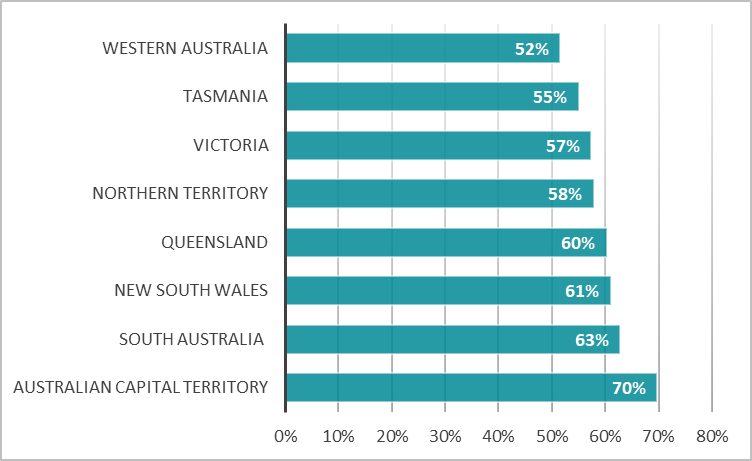 WESTERN AUSTRALIA 52%
TASMANIA 55%
VICTORIA 57%
NORTHERN TERRITORY 58%
QUEENSLAND 60%
NEW SOUTH WALES 61%
SOUTH AUSTRALIA 63%
AUSTRALIAN CAPITAL TERRITORY 70%
0% 10% 20% 30% 40% 50% 60% 70% 80%